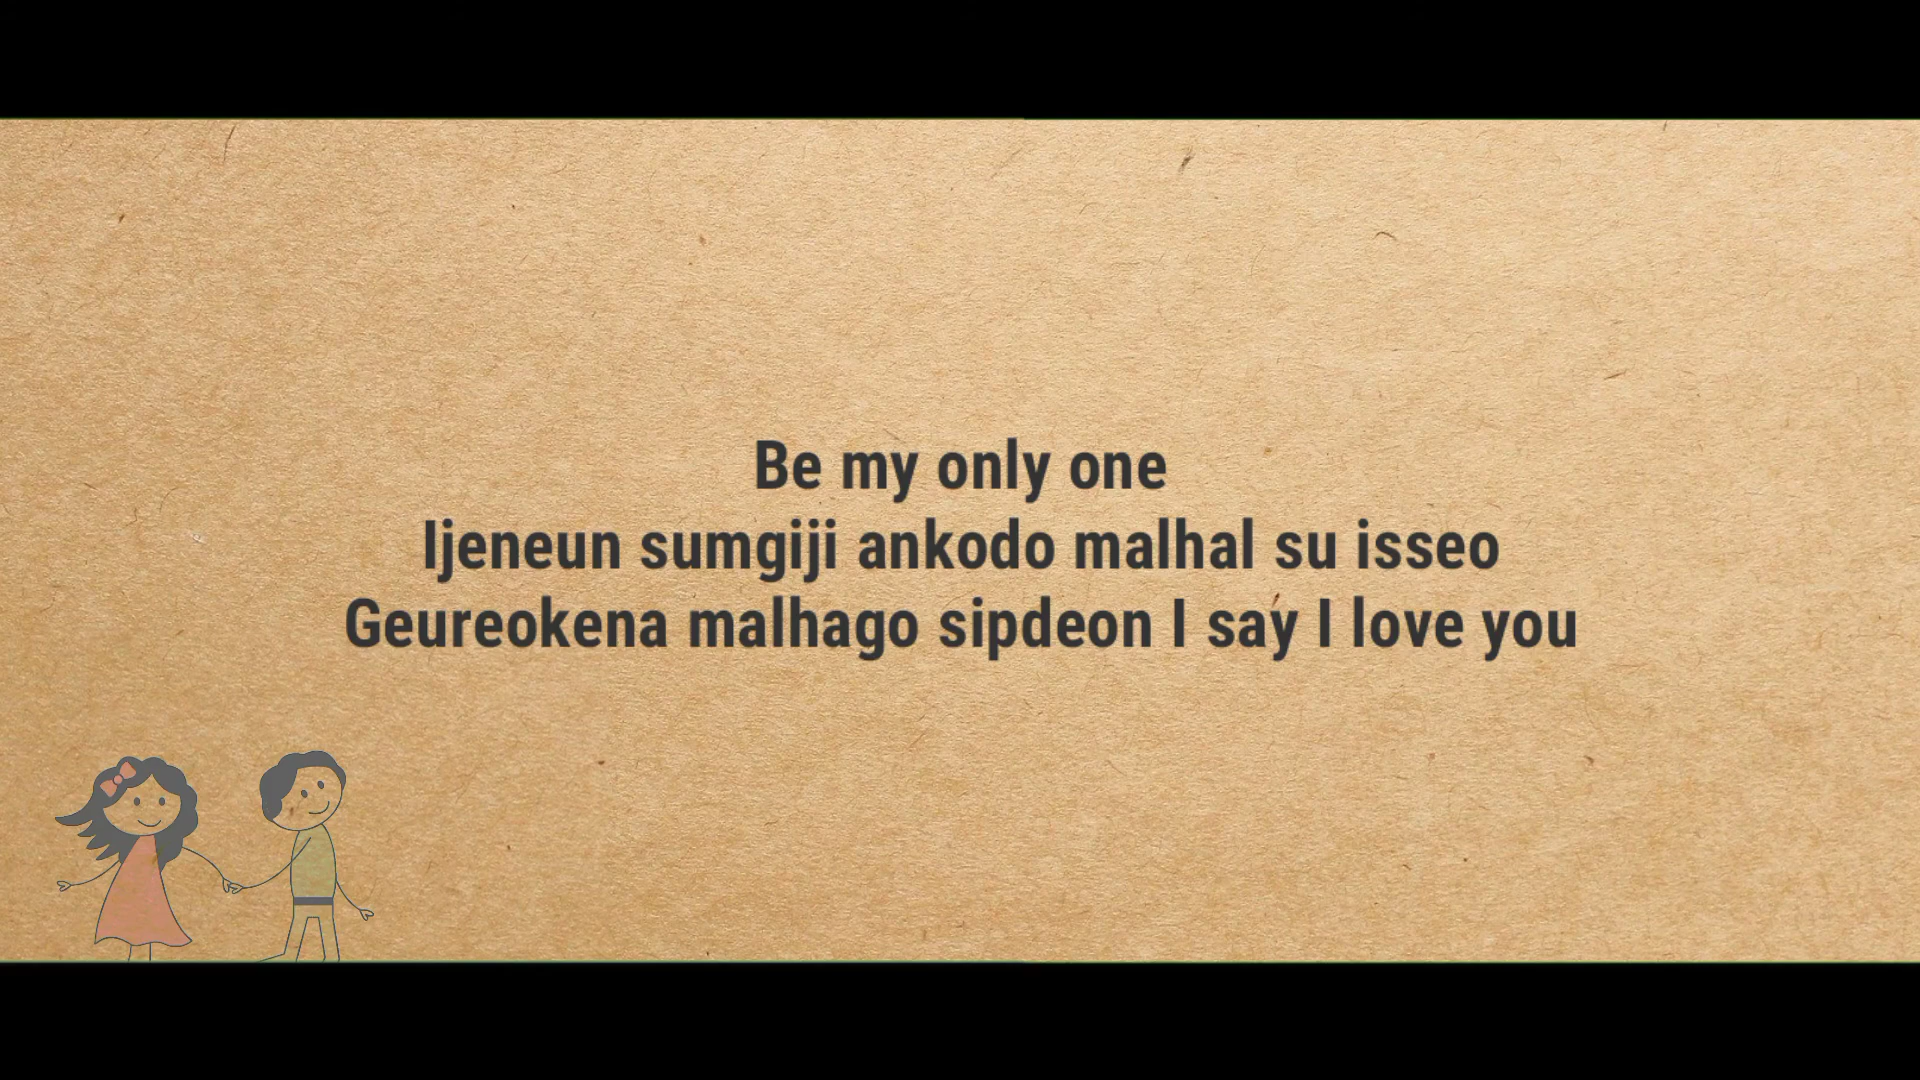 Be my only one
Ijeneun sumgiji ankodo malhal su isseo
Geureokena malhago sipdeon I say I love you